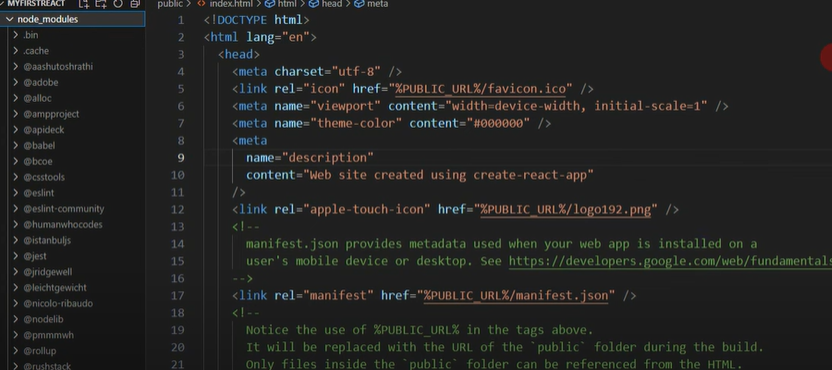 MYFIRSTREACT
node_modules
.bin
.cache
@aashutoshrathi
@adobe
@alloc
@ampproject
@apideck
@babel
@bcoe
@csstools
@eslint
@eslint-community
@humanwhocodes
@istanbuljs
@jest
@jridgewell
@leichtgewicht
@nicolo-ribaudo
@nodelib
@pmmmwh
@rollup
@rushstack
public > index.html > html > head > meta
1 <!DOCTYPE html>
2 <html lang="en">
3 <head>
4 <meta charset="utf-8" />
5 <link rel="icon" href="%PUBLIC_URL%/favicon.ico" />
6 <meta name="viewport" content="width=device-width, initial-scale=1" />
7 <meta name="theme-color" content="#000000" />
8 <meta
9 name="description"
10 content="Web site created using create-react-app"
11 />
12 <link rel="apple-touch-icon" href="%PUBLIC_URL%/logo192.png" />
13 <!--
14 manifest.json provides metadata used when your web app is installed on a
15 user's mobile device or desktop. See https://developers.google.com/web/fundamentals
16 -->
17 <link rel="manifest" href="%PUBLIC_URL%/manifest.json" />
18 <!--
19 Notice the use of %PUBLIC_URL% in the tags above.
20 It will be replaced with the URL of the `public` folder during the build.
21 Only files inside the `public` folder can be referenced from the HTML.